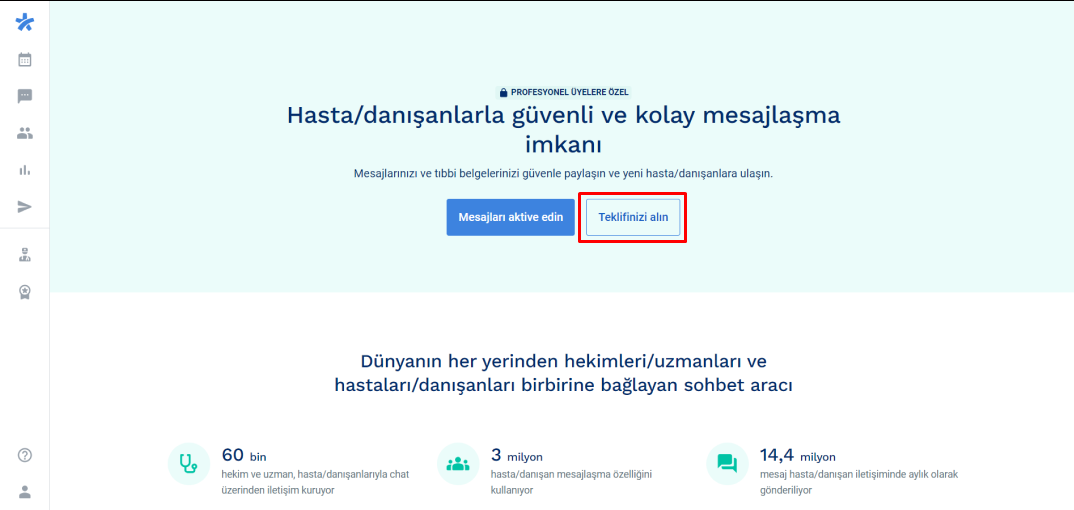 PROFESYONEL ÜYELERE ÖZEL
Hasta/danışanlarla güvenli ve kolay mesajlaşma
imkanı
Mesajlarınızı ve tıbbi belgelerinizi güvenle paylaşın ve yeni hasta/danışanlara ulaşın.
Mesajları aktive edin
Teklifinizi alın
Dünyanın her yerinden hekimleri/uzmanları ve
hastaları/danışanları birbirine bağlayan sohbet aracı
60 bin
hekim ve uzman, hasta/danışanlarıyla chat
üzerinden iletişim kuruyor
3 milyon
hasta/danışan mesajlaşma özelliğini
kullanıyor
14,4 milyon
mesaj hasta/danışan iletişiminde aylık olarak
gönderiliyor